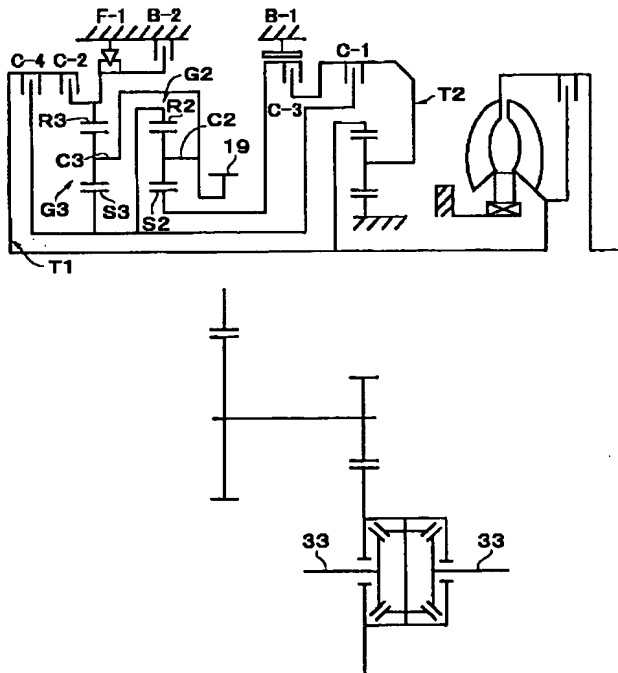 F-1 B-2 B-1
C-4 C-2 C-1
G2
R3 R2 C-3 T2
C2
C3 19
G3 S3 S2
T1
33 33